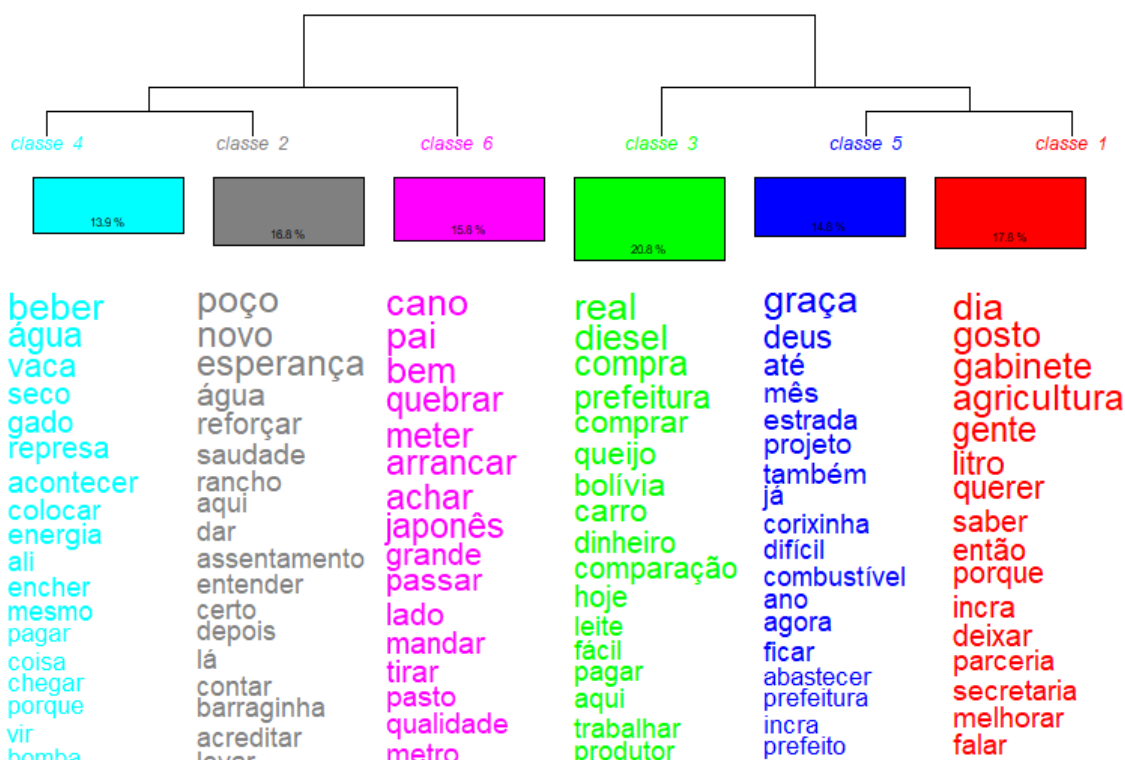 classe 4 classe 2 classe 6 classe 3 classe 5 classe 1
13.9 % 16.8 % 15.8 % 20.8 % 14.9 % 17.8 %
beber
água
vaca
seco
gado
represa
acontecer
colocar
energia
ali
encher
mesmo
pagar
coisa
chegar
porque
vir
bomba
poço
novo
esperança
água
reforçar
saudade
rancho
aqui
dar
assentamento
entender
certo
depois
lá
contar
barraginha
acreditar
cano
pai
bem
quebrar
meter
arrancar
achar
japonês
grande
passar
lado
mandar
tirar
pasto
qualidade
metro
real
diesel
compra
prefeitura
comprar
queijo
bolívia
carro
dinheiro
comparação
hoje
leite
fácil
pagar
aqui
trabalhar
produtor
graça
deus
até
mês
estrada
projeto
também
já
corixinha
difícil
combustível
ano
agora
ficar
abastecer
prefeitura
incra
prefeito
dia
gosto
gabinete
agricultura
gente
litro
querer
saber
então
porque
incra
deixar
parceria
secretaria
melhorar
falar